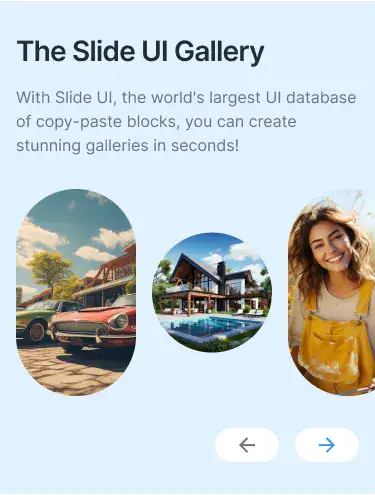 The Slide UI Gallery
With Slide UI, the world's largest UI database
of copy-paste blocks, you can create
stunning galleries in seconds!